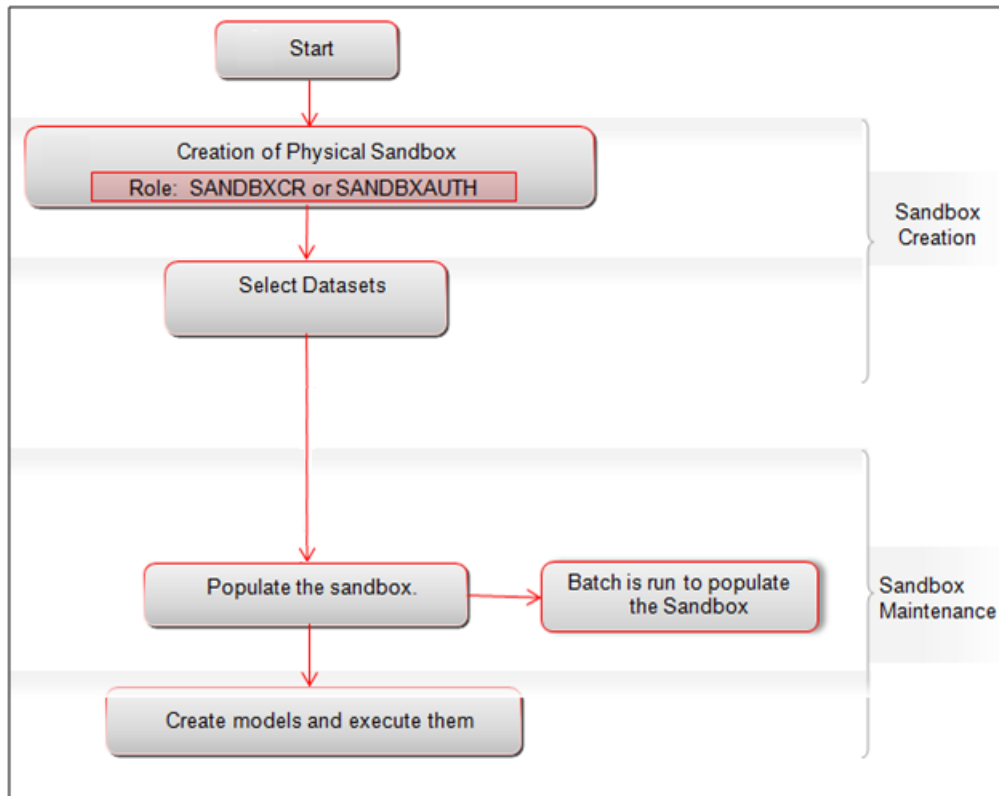 Start
Creation of Physical Sandbox
Role: SANDBXCR or SANDBXAUTH
Sandbox
Creation
Select Datasets
Populate the sandbox.
Batch is run to populate
the Sandbox
Sandbox
Maintenance
Create models and execute them